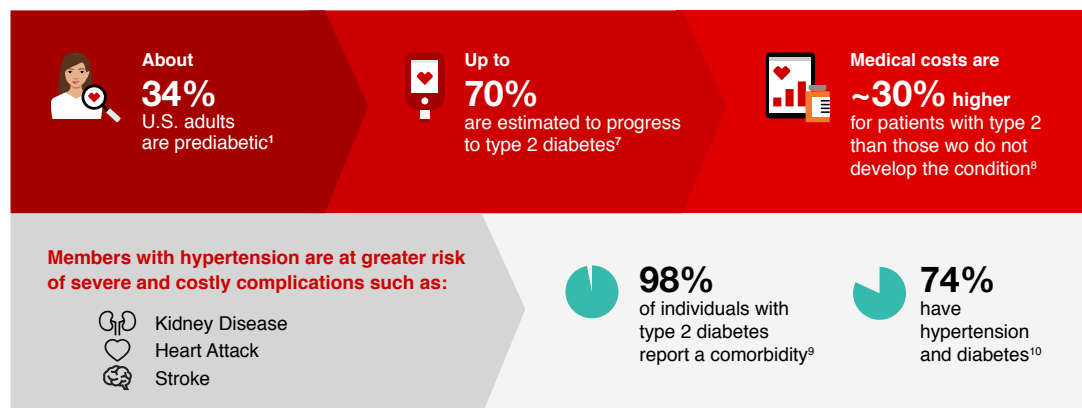 About
34%
U.S. adults
are prediabetic¹
Up to
70%
are estimated to progress
to type 2 diabetes⁷
Medical costs are
~30% higher
for patients with type 2
than those wo do not
develop the condition⁸
Members with hypertension are at greater risk
of severe and costly complications such as:
Kidney Disease
Heart Attack
Stroke
98%
of individuals with
type 2 diabetes
report a comorbidity⁹
74%
have
hypertension
and diabetes¹⁰